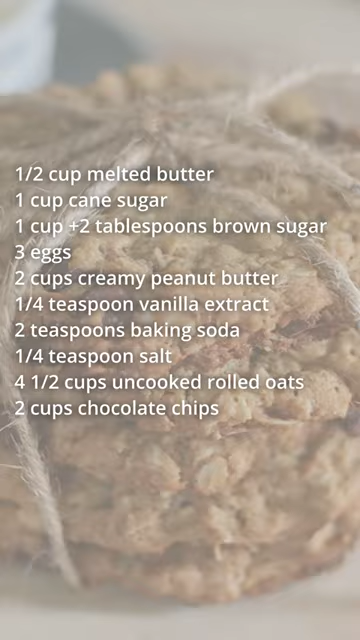 1/2 cup melted butter
1 cup cane sugar
1 cup +2 tablespoons brown sugar
3 eggs
2 cups creamy peanut butter
1/4 teaspoon vanilla extract
2 teaspoons baking soda
1/4 teaspoon salt
4 1/2 cups uncooked rolled oats
2 cups chocolate chips